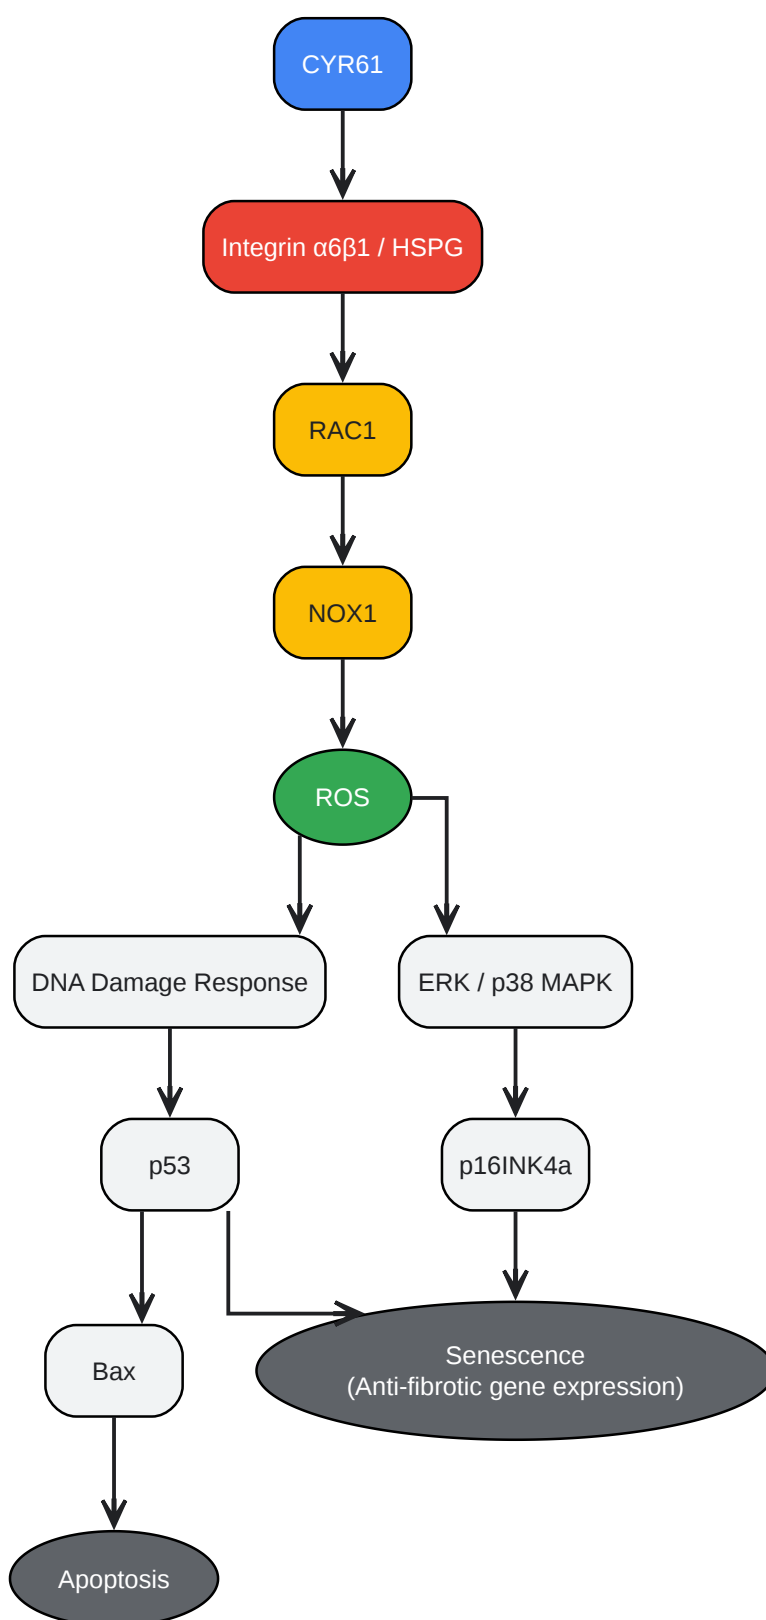 CYR61
Integrin α6β1 / HSPG
RAC1
NOX1
ROS
DNA Damage Response
ERK / p38 MAPK
p53
p16INK4a
Bax
Senescence
(Anti-fibrotic gene expression)
Apoptosis